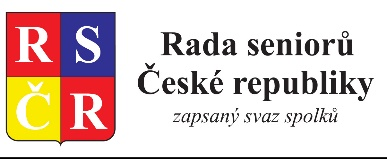 R S
Č R
Rada seniorů
České republiky
zapsaný svaz spolků